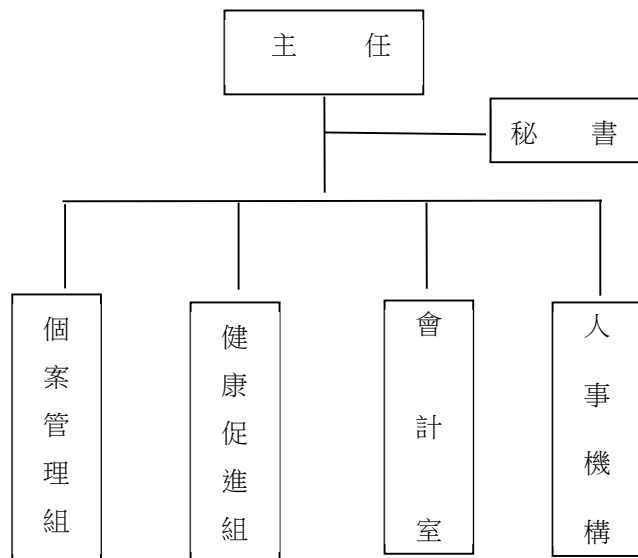 主 任
秘 書
個案管理組
健康促進組
會計室
人事機構